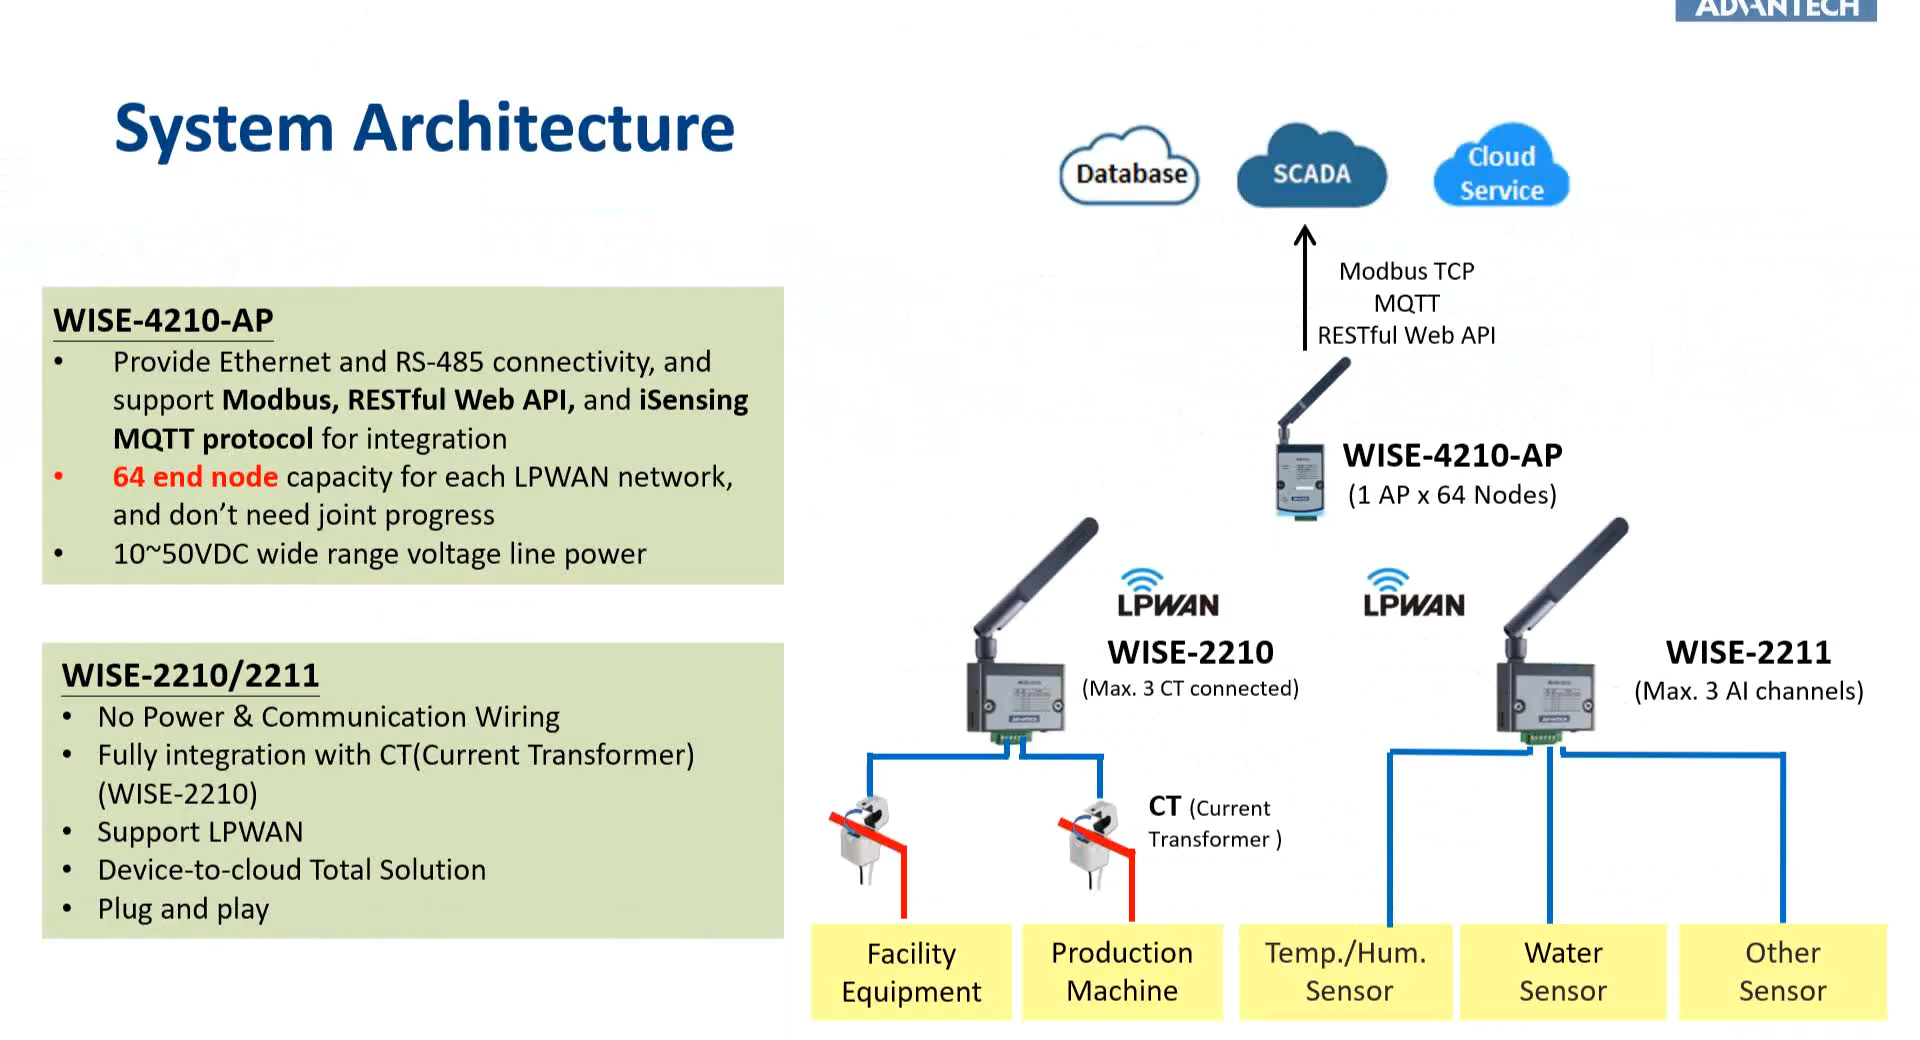 ADVANTECH
System Architecture
WISE-4210-AP
• Provide Ethernet and RS-485 connectivity, and
support Modbus, RESTful Web API, and iSensing
MQTT protocol for integration
• 64 end node capacity for each LPWAN network,
and don’t need joint progress
• 10~50VDC wide range voltage line power
WISE-2210/2211
• No Power & Communication Wiring
• Fully integration with CT(Current Transformer)
(WISE-2210)
• Support LPWAN
• Device-to-cloud Total Solution
• Plug and play
Database
SCADA
Cloud
Service
Modbus TCP
MQTT
RESTful Web API
WISE-4210-AP
(1 AP x 64 Nodes)
LPWAN
LPWAN
WISE-2210
(Max. 3 CT connected)
WISE-2211
(Max. 3 AI channels)
ADVANTECH
ADVANTECH
CT (Current
Transformer )
Facility
Equipment
Production
Machine
Temp./Hum.
Sensor
Water
Sensor
Other
Sensor